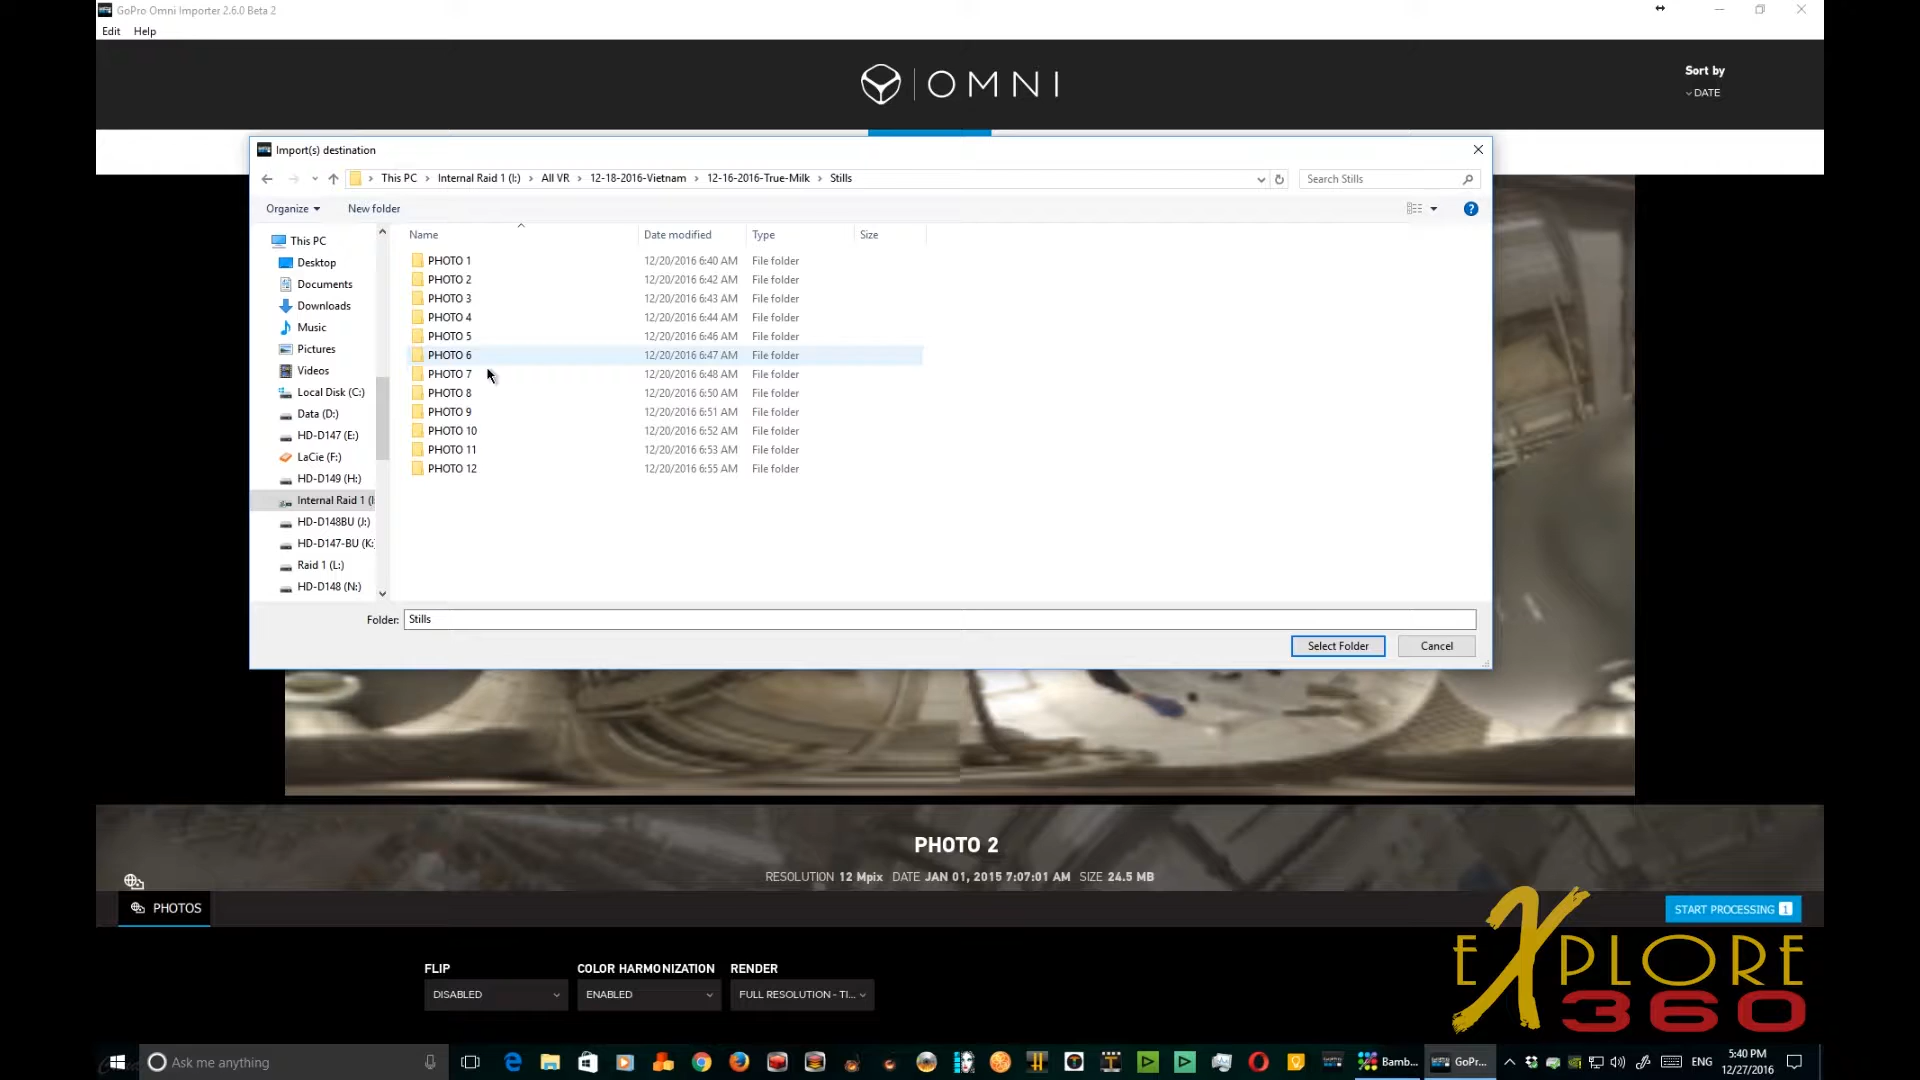 GoPro Omni Importer 2.6.0 Beta 2
Edit Help
OMNI
Sort by
DATE
Import(s) destination
This PC > Internal Raid 1 (I:) > All VR > 12-18-2016-Vietnam > 12-16-2016-True-Milk > Stills
Search Stills
Organize New folder
?
This PC
Desktop
Documents
Downloads
Music
Pictures
Videos
Local Disk (C:)
Data (D:)
HD-D147 (E:)
LaCie (F:)
HD-D149 (H:)
Internal Raid 1 (I
HD-D148BU (J:)
HD-D147-BU (K:
Raid 1 (L:)
HD-D148 (N:)
Name Date modified Type Size
PHOTO 1 12/20/2016 6:40 AM File folder
PHOTO 2 12/20/2016 6:42 AM File folder
PHOTO 3 12/20/2016 6:43 AM File folder
PHOTO 4 12/20/2016 6:44 AM File folder
PHOTO 5 12/20/2016 6:46 AM File folder
PHOTO 6 12/20/2016 6:47 AM File folder
PHOTO 7 12/20/2016 6:48 AM File folder
PHOTO 8 12/20/2016 6:50 AM File folder
PHOTO 9 12/20/2016 6:51 AM File folder
PHOTO 10 12/20/2016 6:52 AM File folder
PHOTO 11 12/20/2016 6:53 AM File folder
PHOTO 12 12/20/2016 6:55 AM File folder
Folder: Stills
Select Folder Cancel
PHOTO 2
RESOLUTION 12 Mpix DATE JAN 01, 2015 7:07:01 AM SIZE 24.5 MB
PHOTOS
START PROCESSING 1
FLIP COLOR HARMONIZATION RENDER
DISABLED ENABLED FULL RESOLUTION - TI...
EXPLORE
360
Ask me anything
Bamb...
GoPr...
ENG
5:40 PM
12/27/2016